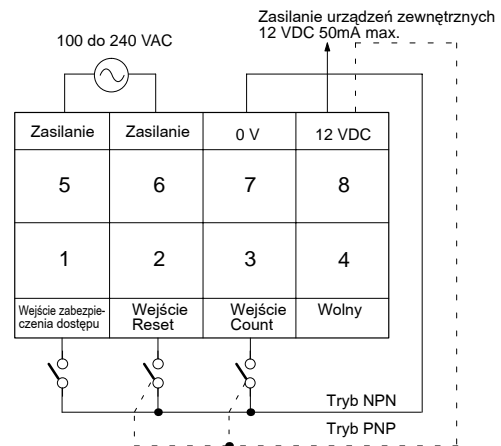 Zasilanie urządzeń zewnętrznych
12 VDC 50mA max.
100 do 240 VAC
Zasilanie Zasilanie 0 V 12 VDC
5 6 7 8
1 2 3 4
Wejście zabezpie-
czenia dostępu
Wejście
Reset
Wejście
Count
Wolny
Tryb NPN
Tryb PNP